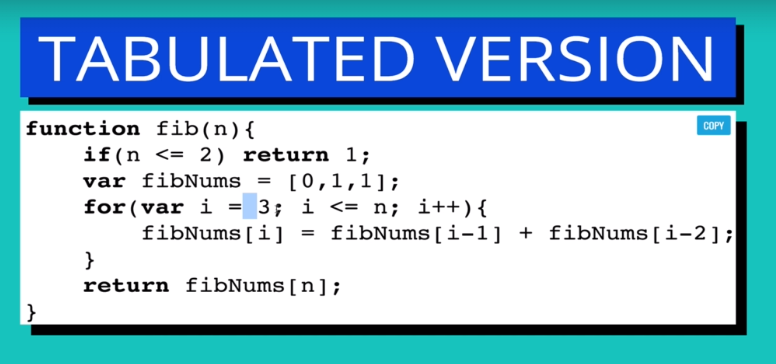 TABULATED VERSION
COPY
function fib(n){
    if(n <= 2) return 1;
    var fibNums = [0,1,1];
    for(var i = 3; i <= n; i++){
        fibNums[i] = fibNums[i-1] + fibNums[i-2];
    }
    return fibNums[n];
}